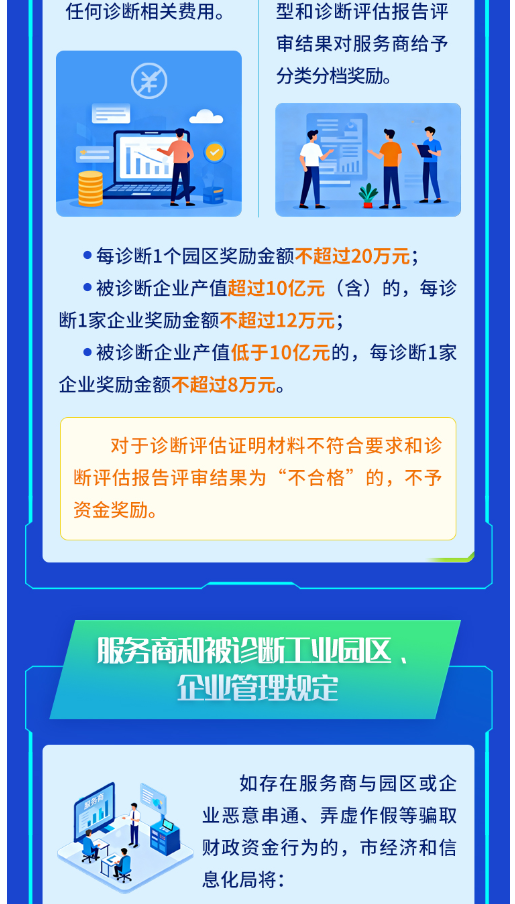 任何诊断相关费用。
型和诊断评估报告评
审结果对服务商给予
分类分档奖励。
●每诊断1个园区奖励金额不超过20万元；
●被诊断企业产值超过10亿元（含）的，每诊
断1家企业奖励金额不超过12万元；
●被诊断企业产值低于10亿元的，每诊断1家
企业奖励金额不超过8万元。
对于诊断评估证明材料不符合要求和诊
断评估报告评审结果为“不合格”的，不予
资金奖励。
服务商和被诊断工业园区、
企业管理规定
服务商
如存在服务商与园区或企
业恶意串通、弄虚作假等骗取
财政资金行为的，市经济和信
息化局将：